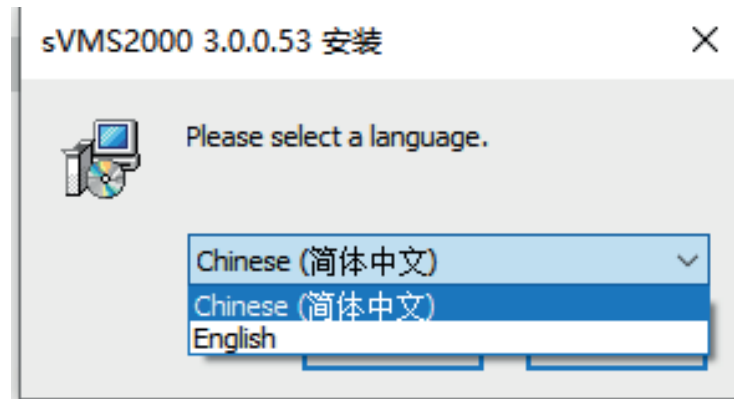 sVMS2000 3.0.0.53 安装
Please select a language.
Chinese (简体中文)
Chinese (简体中文)
English